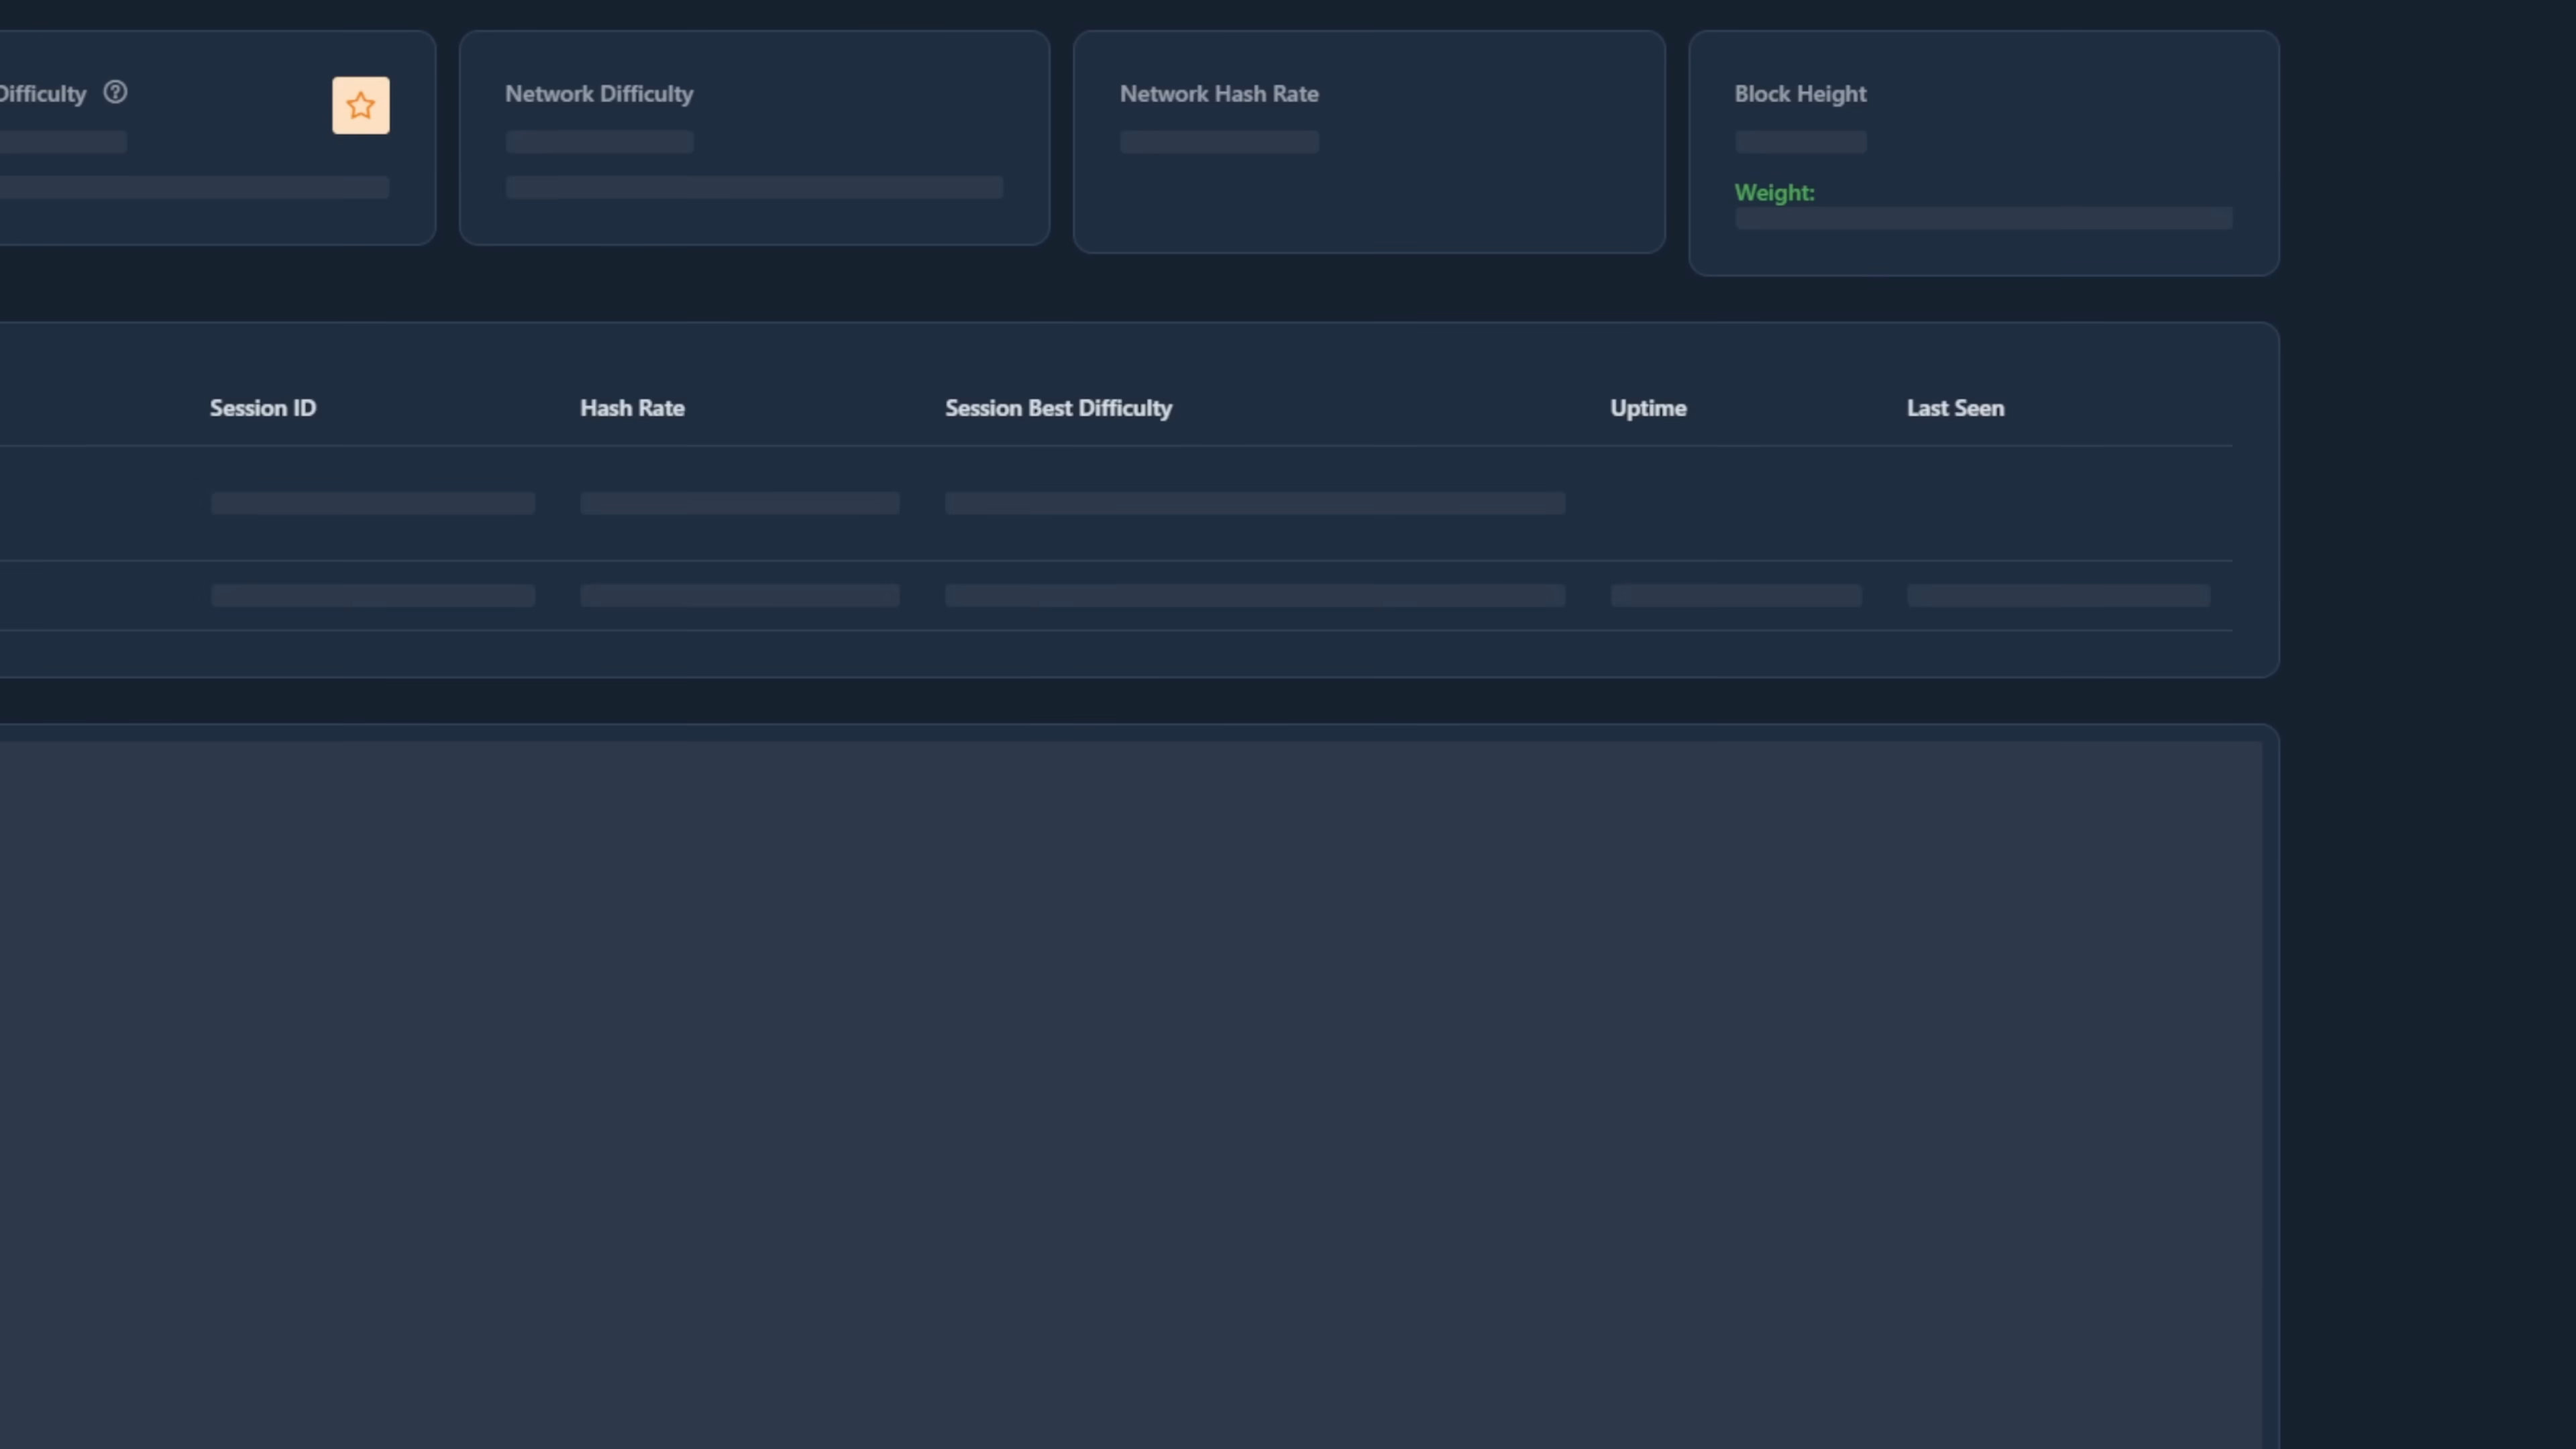 Difficulty
Network Difficulty
Network Hash Rate
Block Height
Weight:
Session ID
Hash Rate
Session Best Difficulty
Uptime
Last Seen